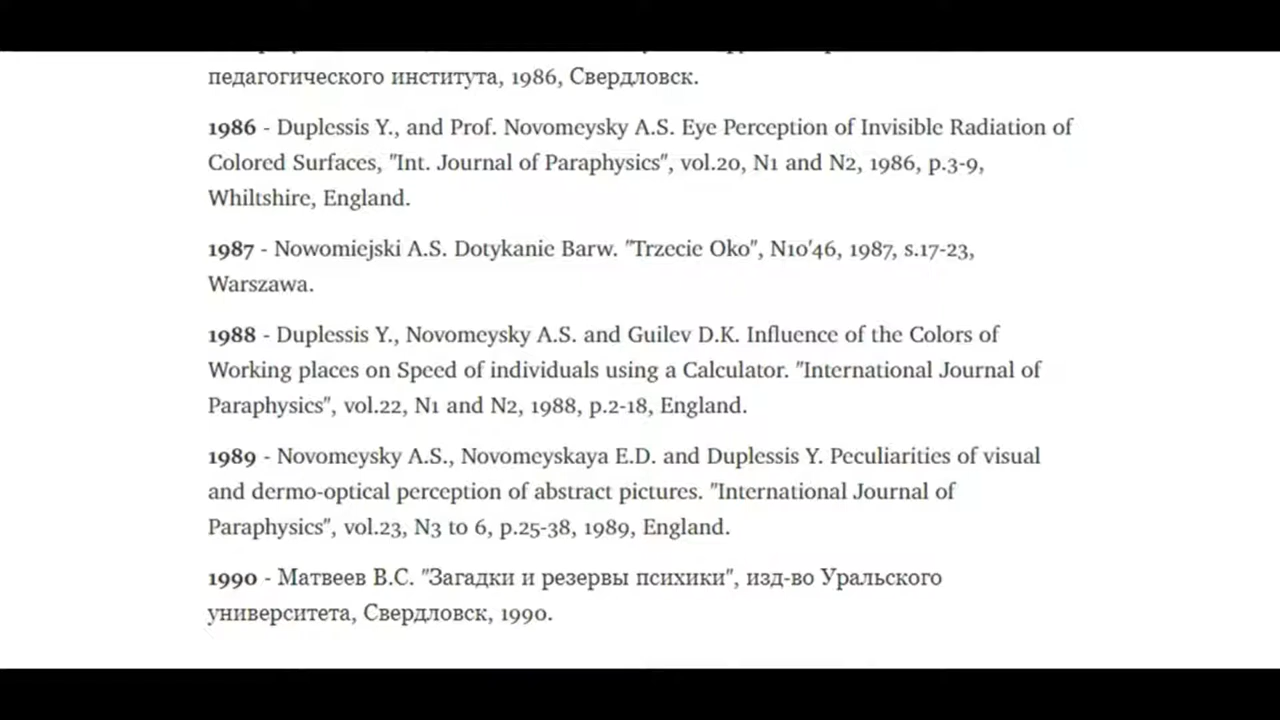 педагогического института, 1986, Свердловск.
1986 - Duplessis Y., and Prof. Novomeysky A.S. Eye Perception of Invisible Radiation of
Colored Surfaces, "Int. Journal of Paraphysics", vol.20, N1 and N2, 1986, p.3-9,
Whiltshire, England.
1987 - Nowomiejski A.S. Dotykanie Barw. "Trzecie Oko", N10'46, 1987, s.17-23,
Warszawa.
1988 - Duplessis Y., Novomeysky A.S. and Guilev D.K. Influence of the Colors of
Working places on Speed of individuals using a Calculator. "International Journal of
Paraphysics", vol.22, N1 and N2, 1988, p.2-18, England.
1989 - Novomeysky A.S., Novomeyskaya E.D. and Duplessis Y. Peculiarities of visual
and dermo-optical perception of abstract pictures. "International Journal of
Paraphysics", vol.23, N3 to 6, p.25-38, 1989, England.
1990 - Матвеев В.С. "Загадки и резервы психики", изд-во Уральского
университета, Свердловск, 1990.